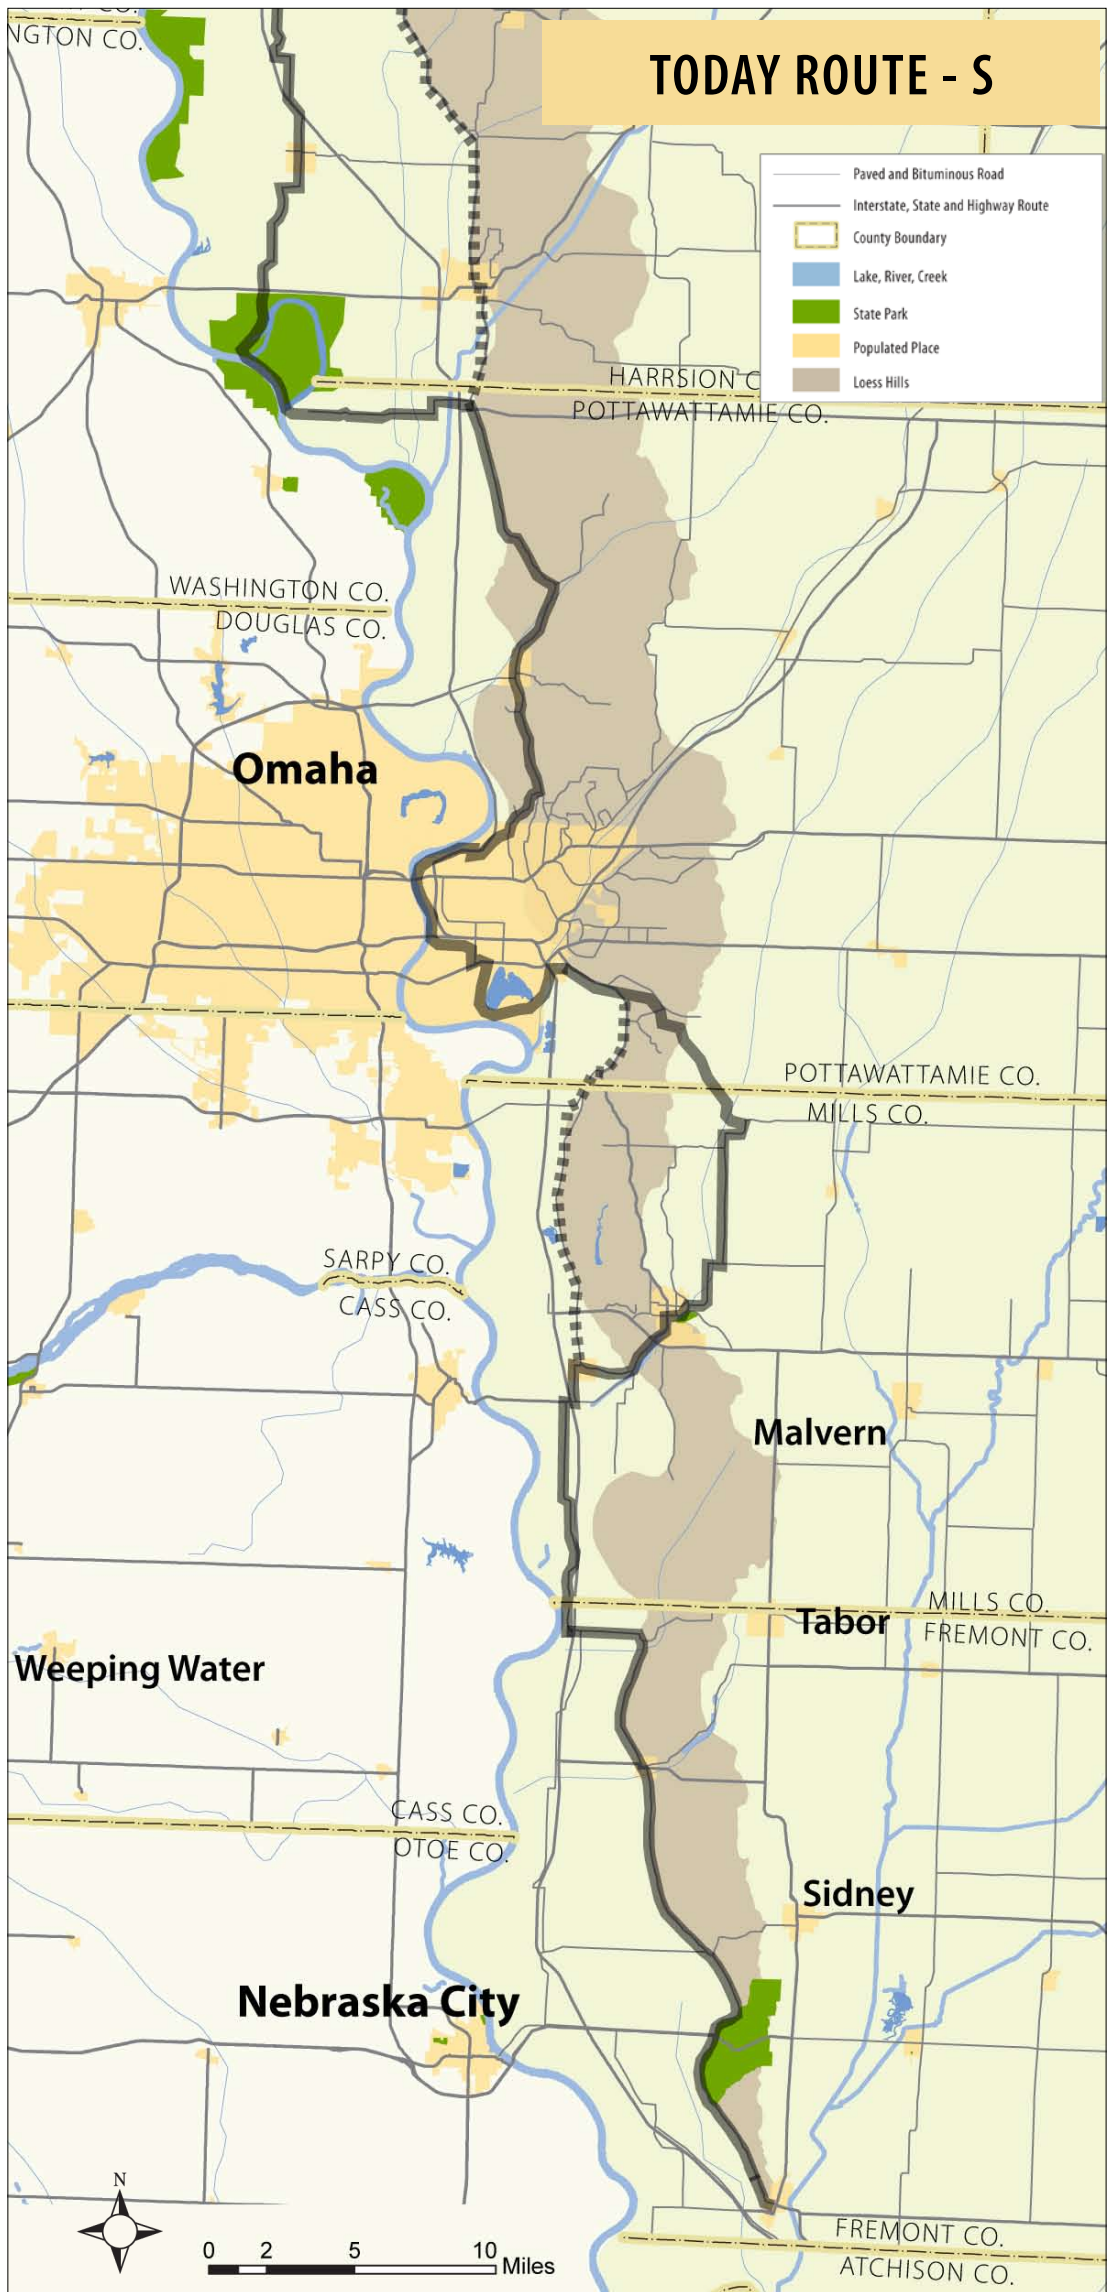 CO.
NGTON CO.
TODAY ROUTE - S
Paved and Bituminous Road
Interstate, State and Highway Route
County Boundary
Lake, River, Creek
State Park
Populated Place
Loess Hills
HARRSION C
POTTAWATTAMIE CO.
WASHINGTON CO.
DOUGLAS CO.
Omaha
POTTAWATTAMIE CO.
MILLS CO.
SARPY CO.
CASS CO.
Malvern
MILLS CO.
Tabor
FREMONT CO.
Weeping Water
CASS CO.
OTOE CO.
Sidney
Nebraska City
N
FREMONT CO.
ATCHISON CO.
0 2 5 10
Miles